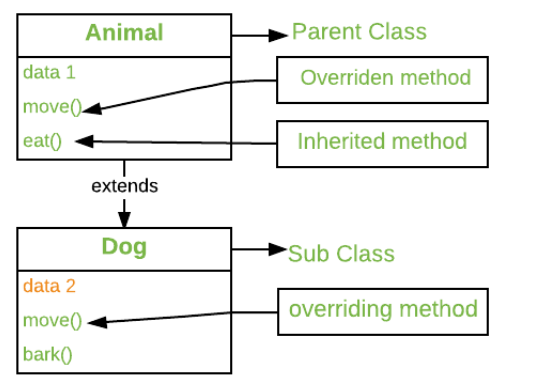 Animal
Parent Class
data 1
Overriden method
move()
eat()
Inherited method
extends
Dog
Sub Class
data 2
move()
overriding method
bark()